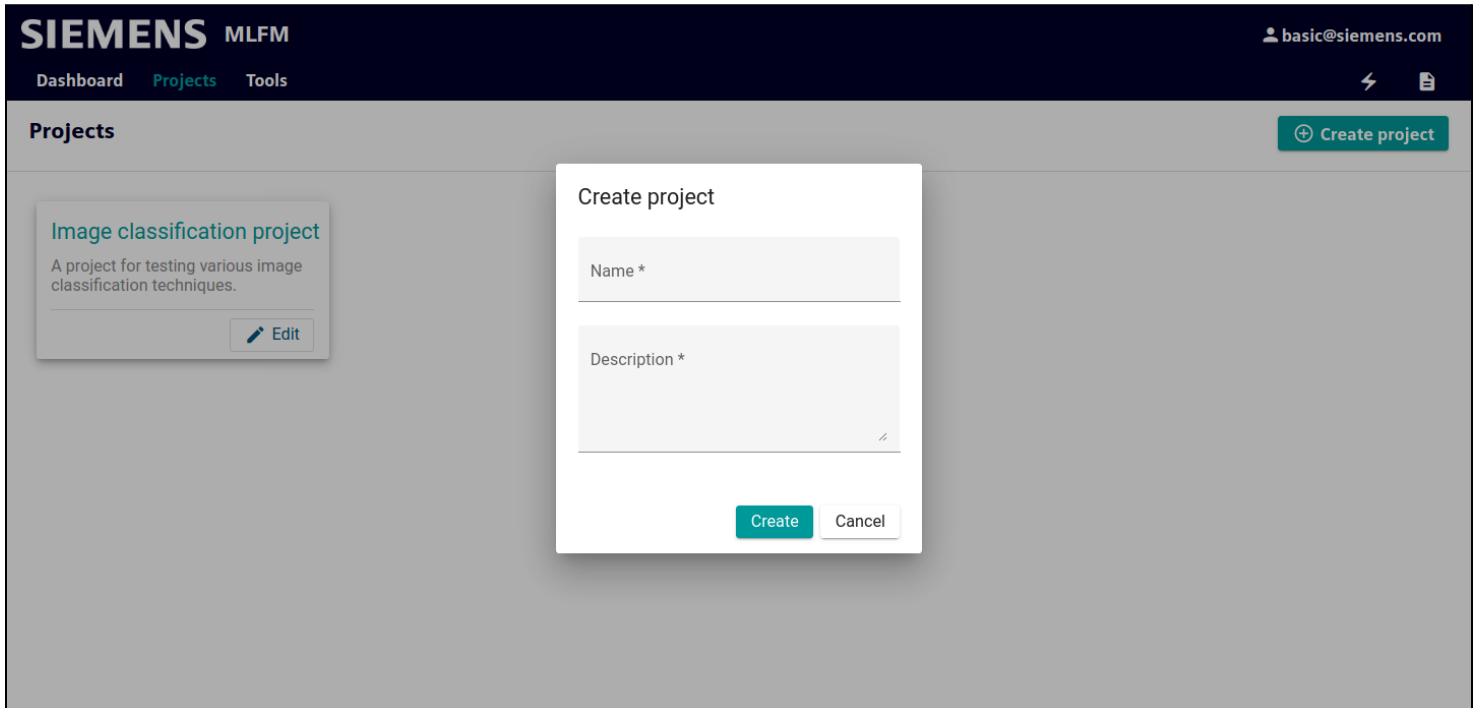 SIEMENS MLFM
basic@siemens.com
Dashboard Projects Tools
Projects
Create project
Create project
Image classification project
A project for testing various image
classification techniques.
Edit
Name *
Description *
Create Cancel